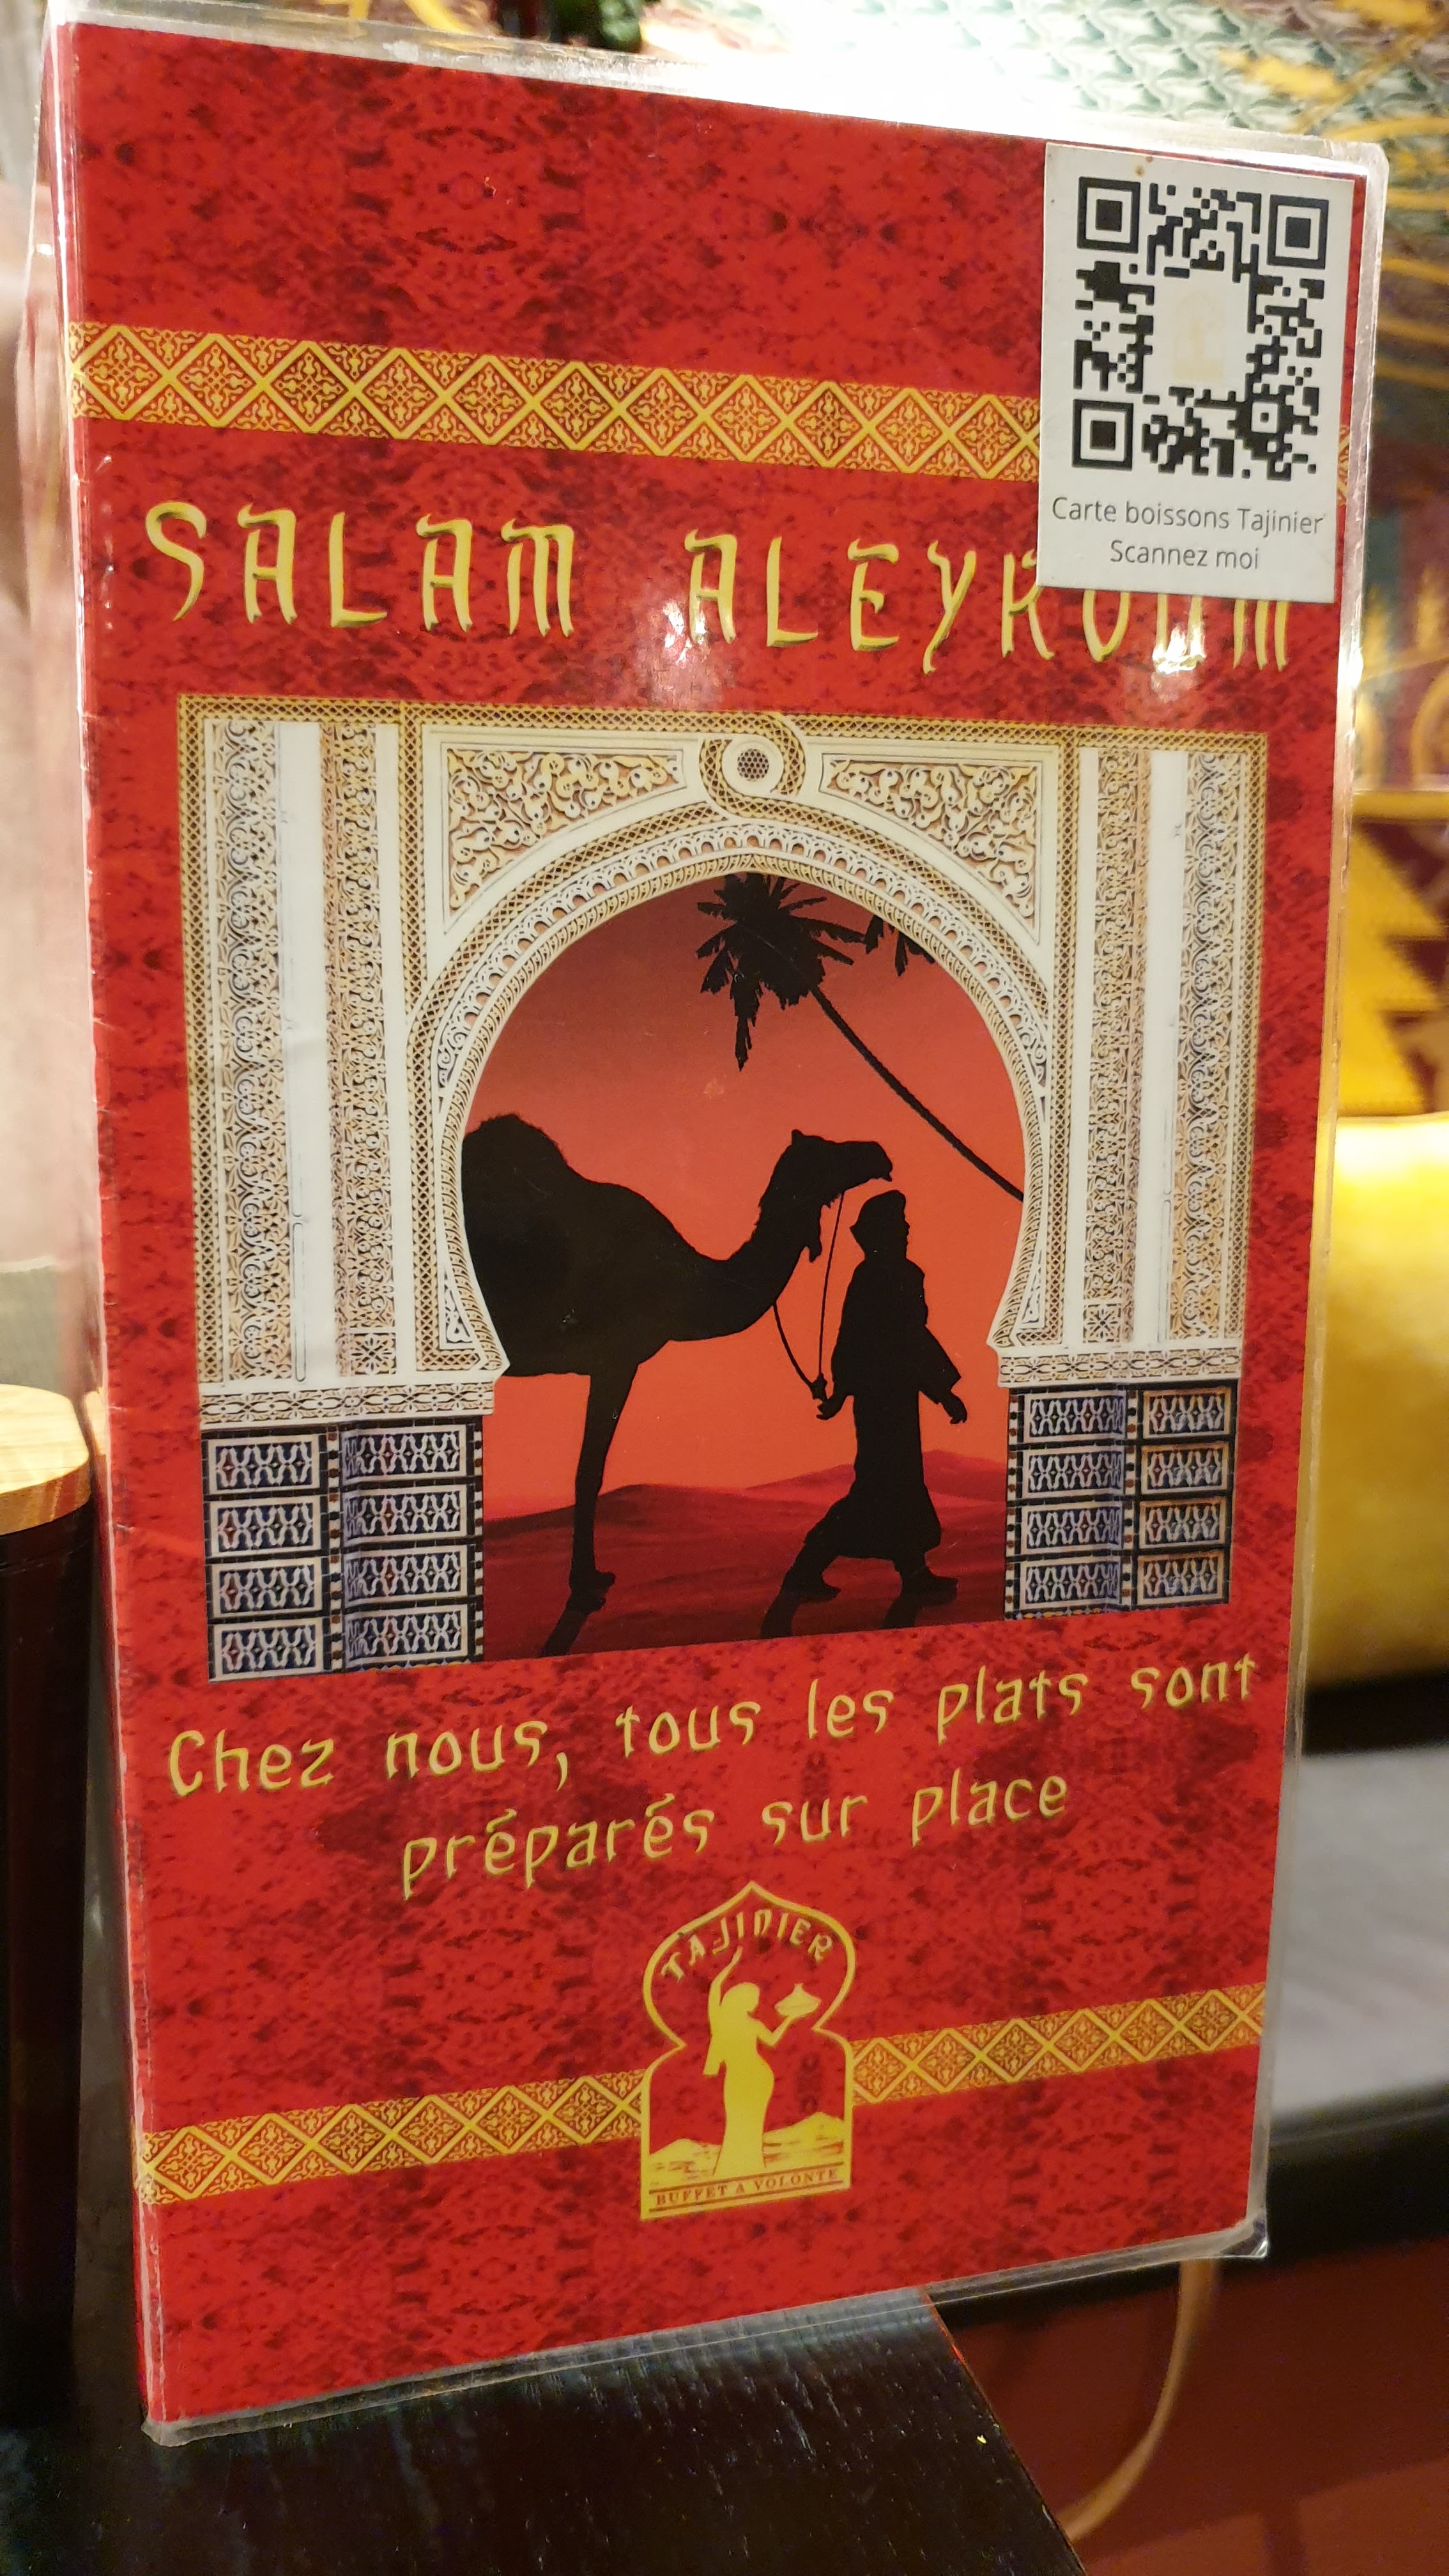 Carte boissons Tajinier
Scannez moi
SALAM ALEYKOUM
Chez nous, tous les plats sont
préparés sur place
TAJINIER
BUFFET A VOLONTE